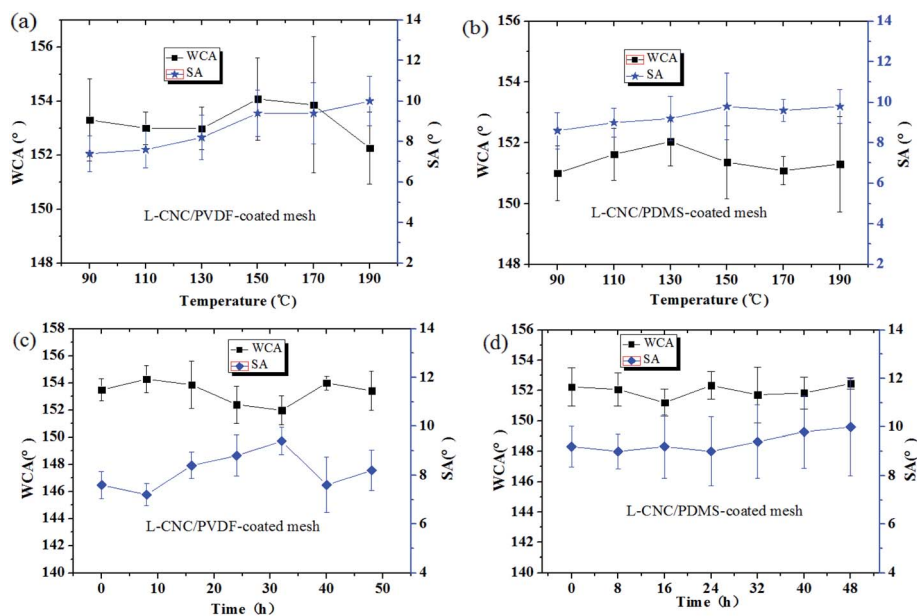 (a)
WCA
SA
156
154
152
150
148
WCA (°)
14
12
10
8
6
4
2
SA (°)
L-CNC/PVDF-coated mesh
90 110 130 150 170 190
Temperature (℃)
(b)
WCA
SA
156
154
152
150
148
WCA (°)
14
12
10
8
6
4
2
SA (°)
L-CNC/PDMS-coated mesh
90 110 130 150 170 190
Temperature (℃)
(c)
WCA
SA
158
156
154
152
150
148
146
144
142
140
WCA(°)
14
12
10
8
6
4
SA(°)
L-CNC/PVDF-coated mesh
0 10 20 30 40 50
Time (h)
(d)
WCA
SA
156
154
152
150
148
146
144
142
140
WCA(°)
14
12
10
8
6
4
SA(°)
L-CNC/PDMS-coated mesh
0 8 16 24 32 40 48
Time (h)